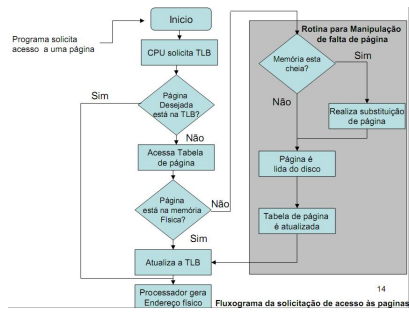 Inicio
Programa solicita
acesso a uma página
CPU solicita TLB
Sim
Página
Desejada
está na TLB?
Não
Acessa Tabela
de página
Página
está na memória
Física?
Não
Sim
Atualiza a TLB
Processador gera
Endereço físico
Rotina para Manipulação
de falta de página
Memória esta
cheia?
Sim
Não
Realiza substituição
de página
Página é
lida do disco
Tabela de página
é atualizada
14
Fluxograma da solicitação de acesso às paginas